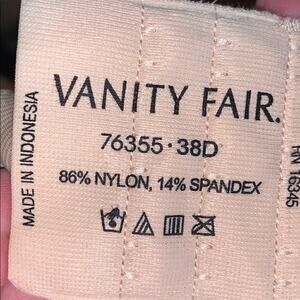 VANITY FAIR.
76355 · 38D
86% NYLON, 14% SPANDEX
MADE IN INDONESIA
RN 16345